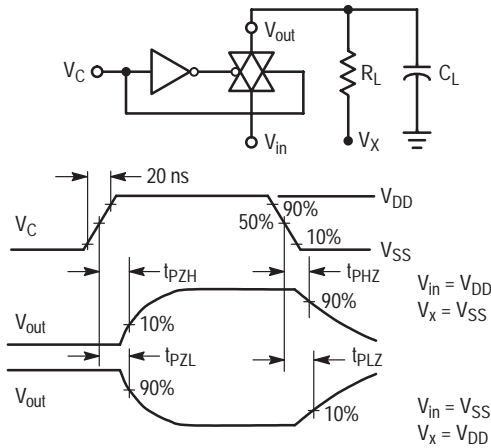 V_out
V_C
R_L
C_L
V_in
V_X
20 ns
V_C
90%
V_DD
50%
10%
V_SS
t_PZH
t_PHZ
90%
V_in = V_DD
V_x = V_SS
V_out
10%
t_PZL
t_PLZ
V_out
90%
10%
V_in = V_SS
V_x = V_DD